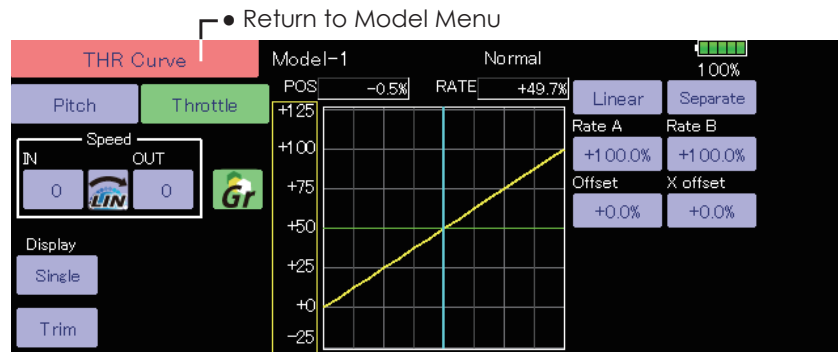 ● Return to Model Menu
THR Curve
Model-1
Normal
100%
Pitch
Throttle
POS
-0.5%
RATE
+49.7%
Linear
Separate
Speed
IN
OUT
0
LIN
0
Gr
+125
+100
+75
+50
+25
+0
-25
Rate A
Rate B
+100.0%
+100.0%
Offset
X offset
+0.0%
+0.0%
Display
Single
Trim